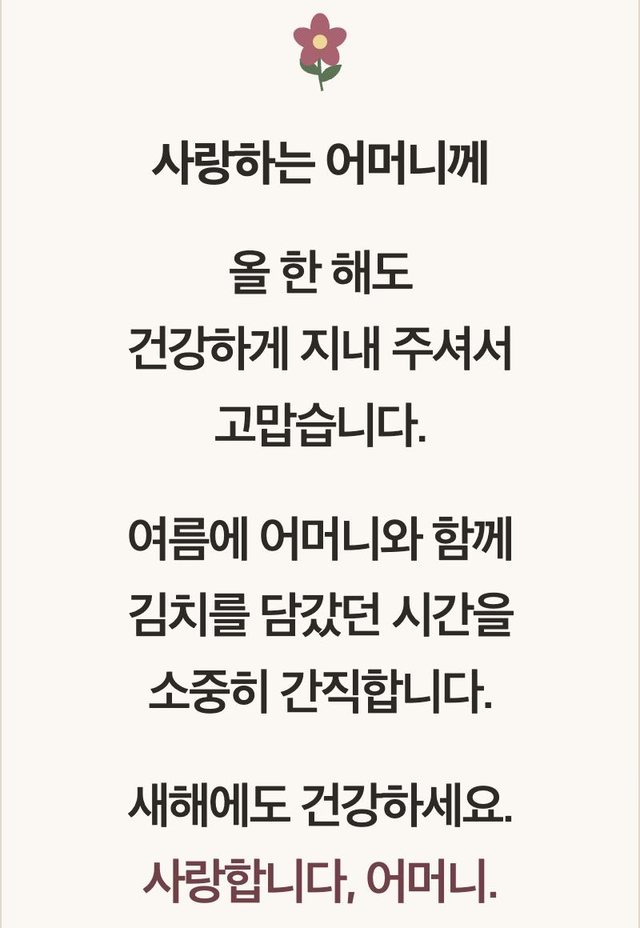 사랑하는 어머니께
올 한 해도
건강하게 지내 주셔서
고맙습니다.
여름에 어머니와 함께
김치를 담갔던 시간을
소중히 간직합니다.
새해에도 건강하세요.
사랑합니다, 어머니.